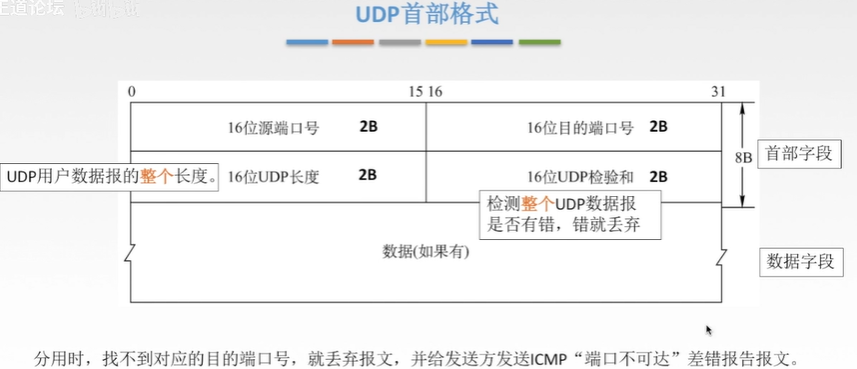 王道论坛
UDP首部格式
0 15 16 31
16位源端口号 2B 16位目的端口号 2B
8B
首部字段
UDP用户数据报的整个长度。
16位UDP长度 2B 16位UDP检验和 2B
检测整个UDP数据报
是否有错，错就丢弃
数据(如果有)
数据字段
分用时，找不到对应的目的端口号，就丢弃报文，并给发送方发送ICMP“端口不可达”差错报告报文。